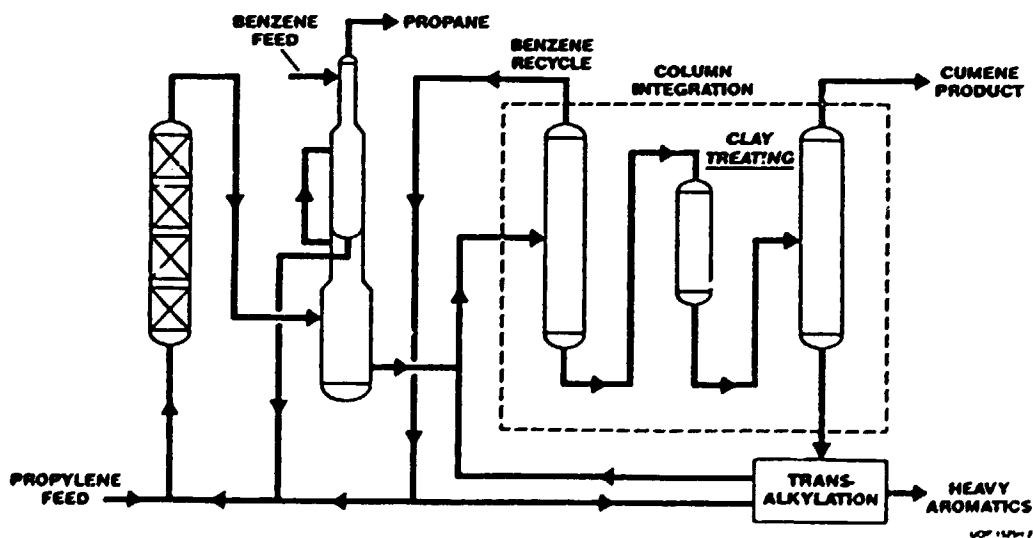 BENZENE
FEED
PROPANE
BENZENE
RECYCLE
COLUMN
INTEGRATION
CUMENE
PRODUCT
CLAY
TREATING
PROPYLENE
FEED
TRANS-
ALKYLATION
HEAVY
AROMATICS